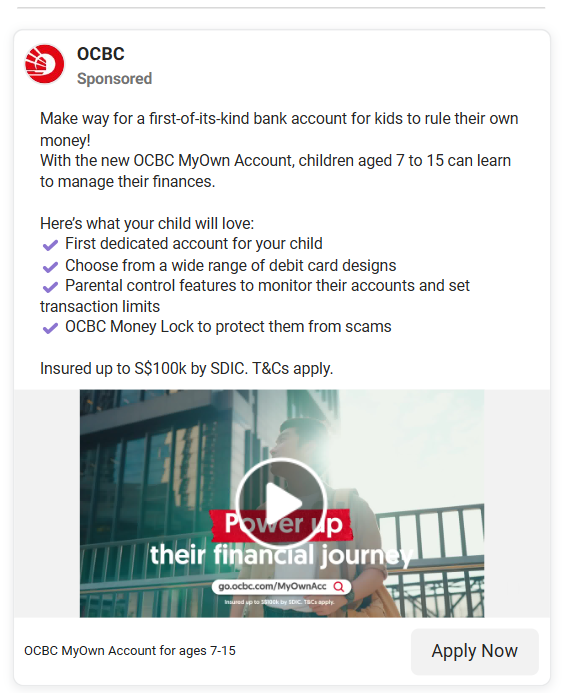 OCBC
Sponsored
Make way for a first-of-its-kind bank account for kids to rule their own
money!
With the new OCBC MyOwn Account, children aged 7 to 15 can learn
to manage their finances.
Here’s what your child will love:
First dedicated account for your child
Choose from a wide range of debit card designs
Parental control features to monitor their accounts and set
transaction limits
OCBC Money Lock to protect them from scams
Insured up to S$100k by SDIC. T&Cs apply.
Power up
their financial journey
go.ocbc.com/MyOwnAcc
Insured up to S$100k by SDIC. T&Cs apply.
OCBC MyOwn Account for ages 7-15
Apply Now